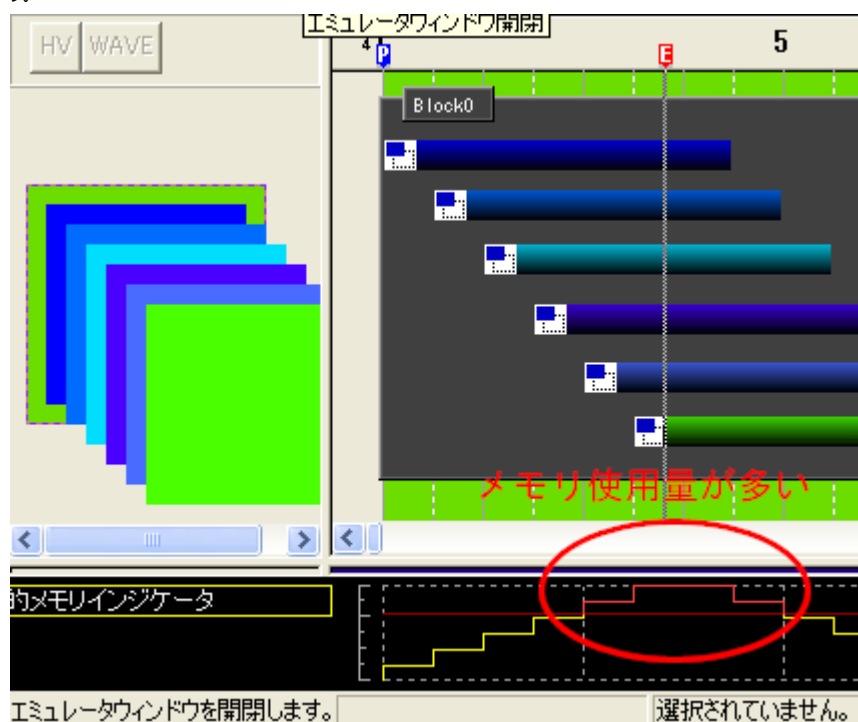 エミュレータウィンドウ開閉
HV WAVE
4
P
E
5
Block0
メモリ使用量が多い
的メモリインジケータ
エミュレータウィンドウを開閉します。
選択されていません。